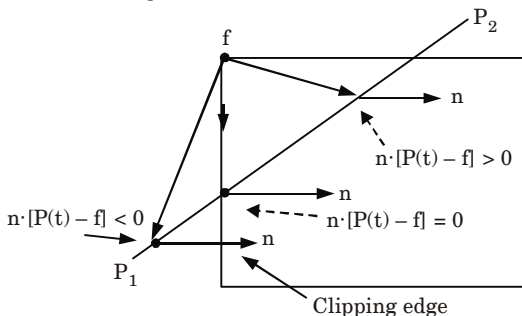 P2
f
n
n·[P(t) – f] > 0
n
n·[P(t) – f] < 0
n·[P(t) – f] = 0
n
P1
Clipping edge